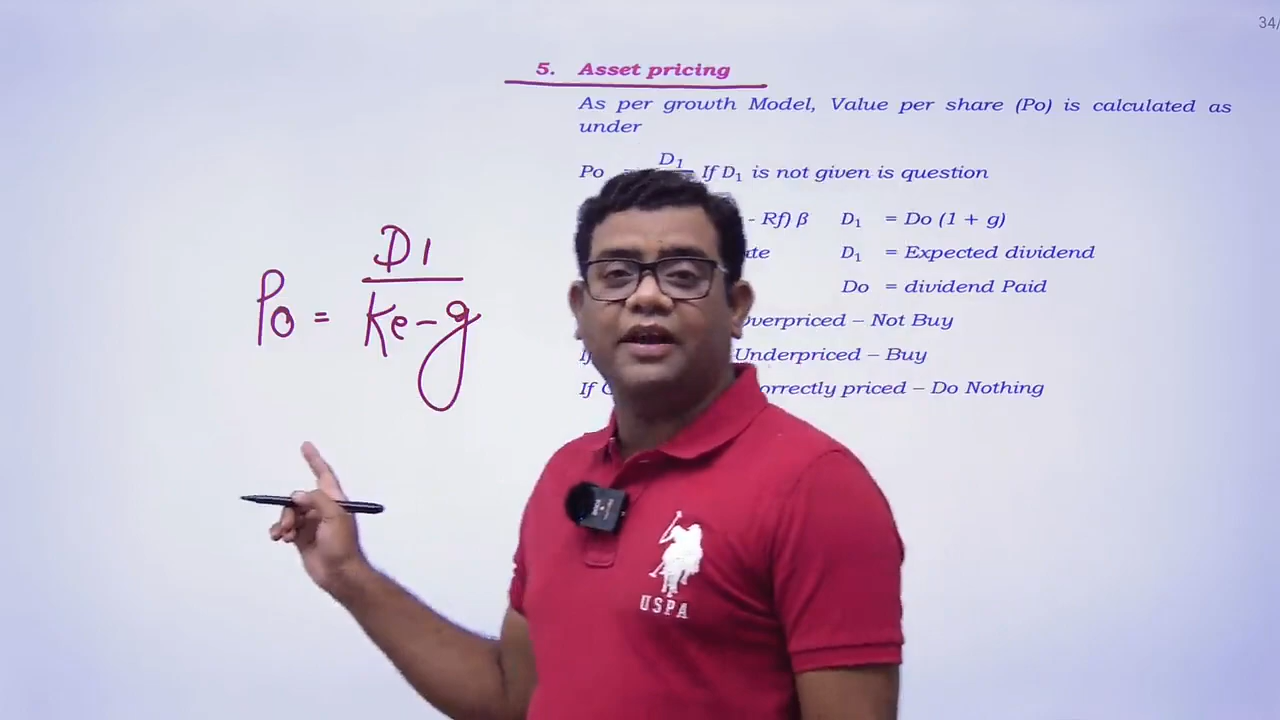 34/
5. Asset pricing
As per growth Model, Value per share (Po) is calculated as
under
Po D₁ If D₁ is not given is question
- Rf) β D₁ = Do (1 + g)
D₁ = Expected dividend
Do = dividend Paid
verpriced – Not Buy
If Underpriced – Buy
If orrectly priced – Do Nothing
D1
Po = Ke-g
USPA